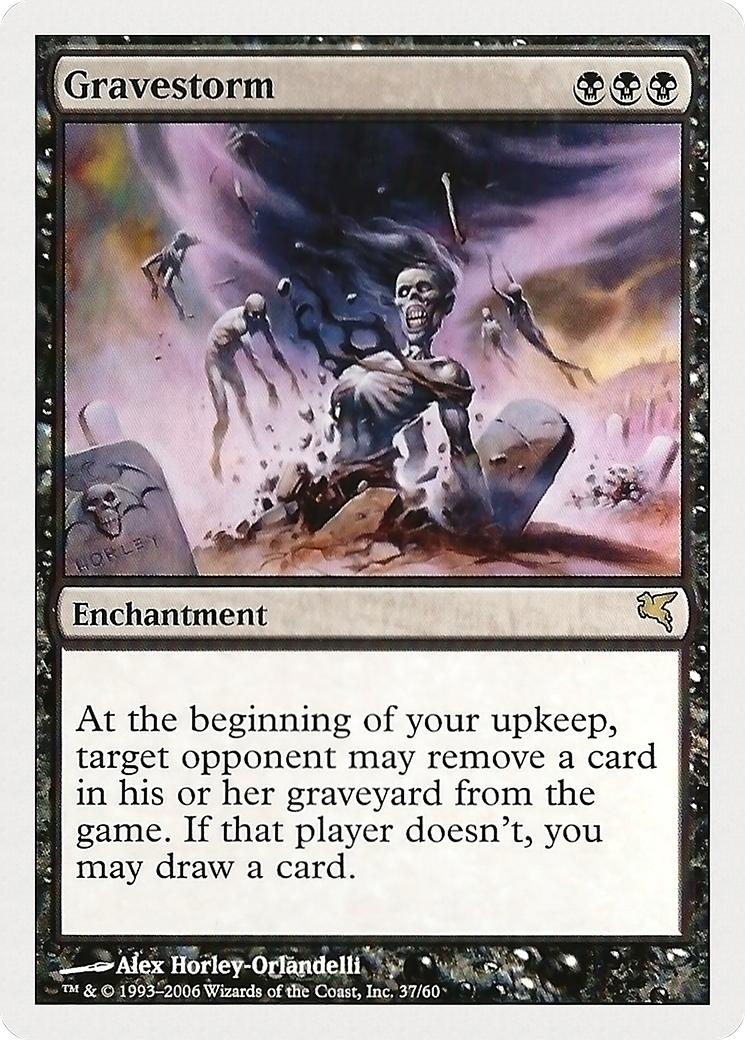 Gravestorm
HORLEY
Enchantment
At the beginning of your upkeep,
target opponent may remove a card
in his or her graveyard from the
game. If that player doesn't, you
may draw a card.
Alex Horley-Orlandelli
™ & © 1993–2006 Wizards of the Coast, Inc. 37/60